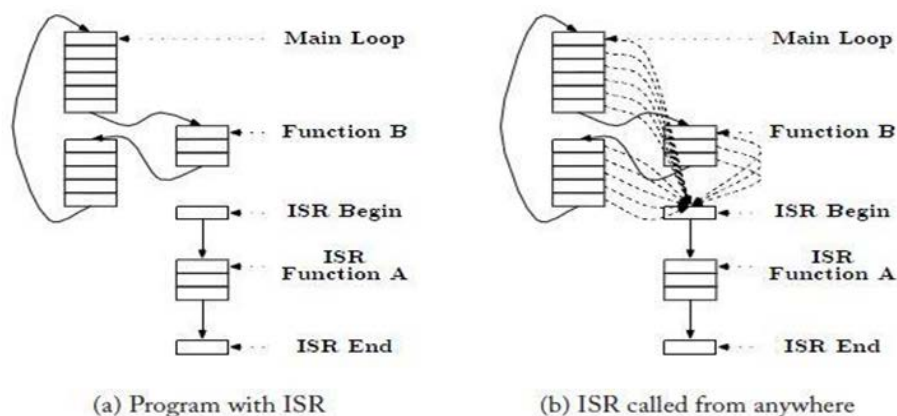 Main Loop
Function B
ISR Begin
ISR
Function A
ISR End
(a) Program with ISR
Main Loop
Function B
ISR Begin
ISR
Function A
ISR End
(b) ISR called from anywhere